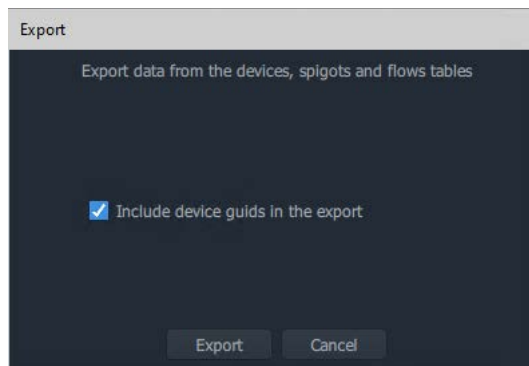 Export
Export data from the devices, spigots and flows tables
Include device guids in the export
Export Cancel